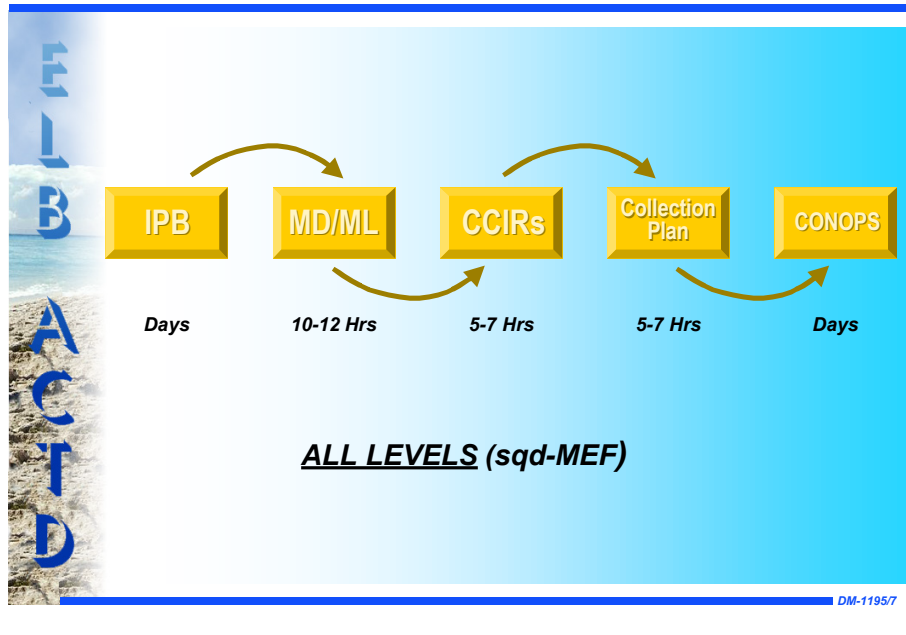 ELB ACTD
IPB
MD/ML
CCIRs
Collection
Plan
CONOPS
Days
10-12 Hrs
5-7 Hrs
5-7 Hrs
Days
ALL LEVELS (sqd-MEF)
DM-1195/7